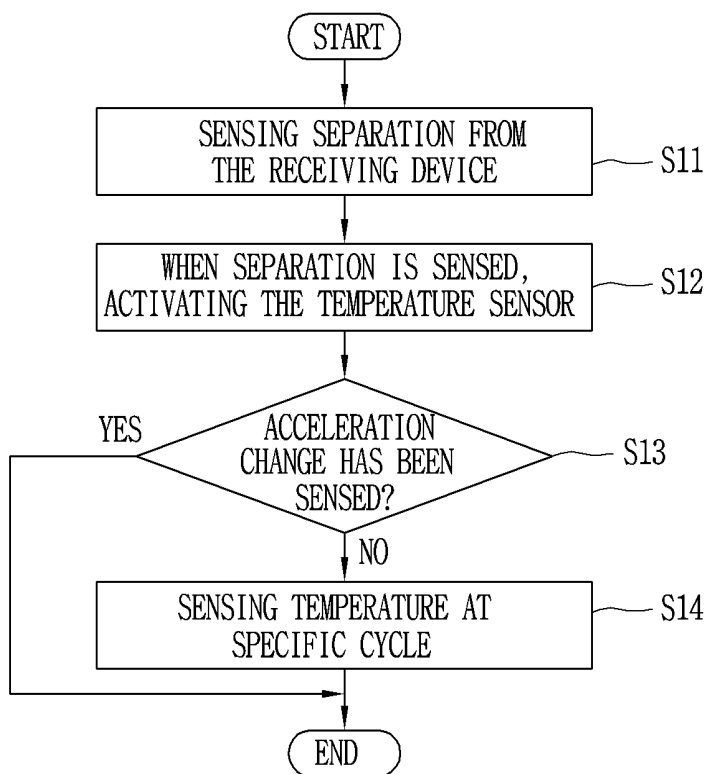 START
SENSING SEPARATION FROM
THE RECEIVING DEVICE
S11
WHEN SEPARATION IS SENSED,
ACTIVATING THE TEMPERATURE SENSOR
S12
YES
ACCELERATION
CHANGE HAS BEEN
SENSED?
S13
NO
SENSING TEMPERATURE AT
SPECIFIC CYCLE
S14
END